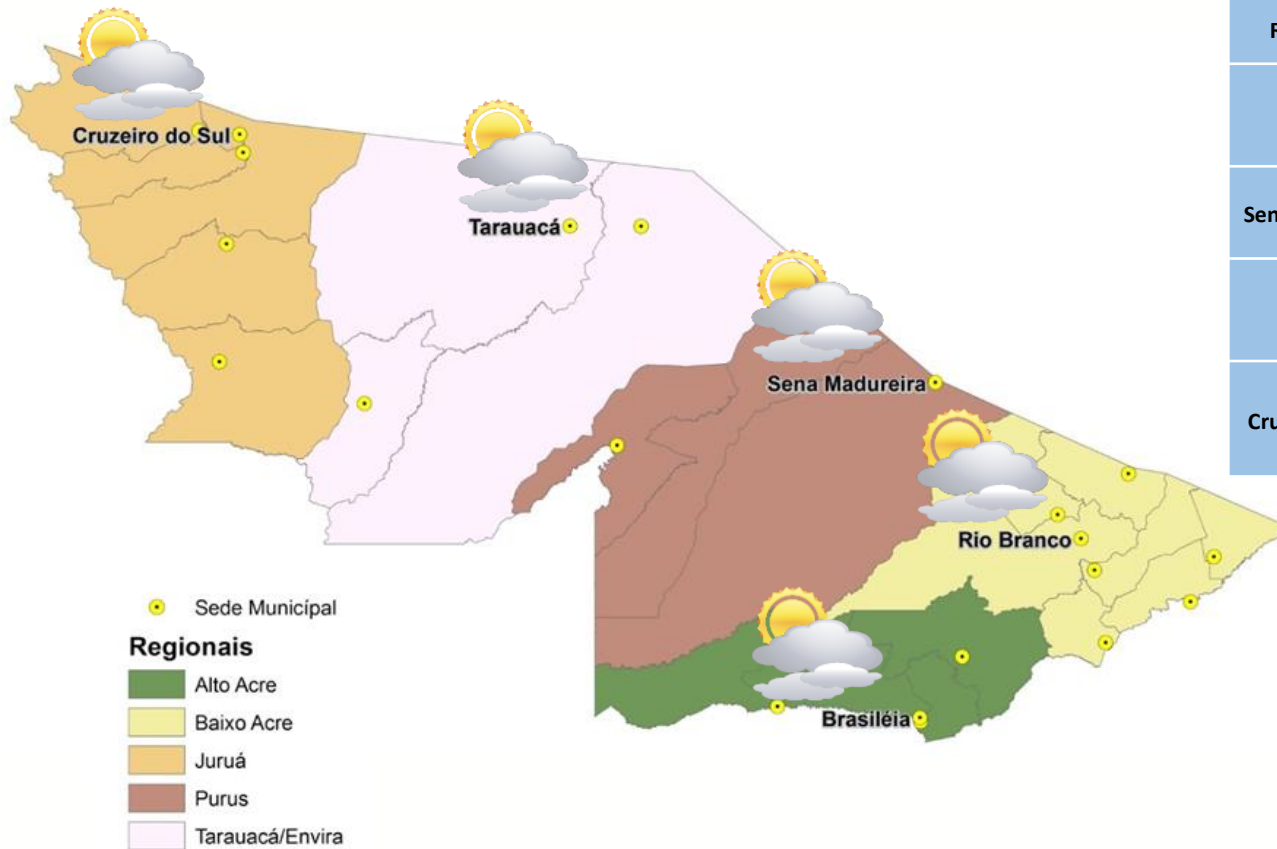 Cruzeiro do Sul
Tarauacá
Sena Madureira
Rio Branco
Brasiléia
Sede Municípal
Regionais
Alto Acre
Baixo Acre
Juruá
Purus
Tarauacá/Envira